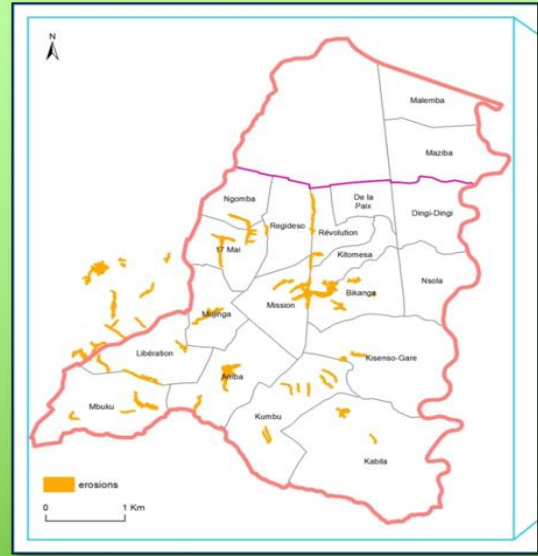 N
Malemba
Maziba
Ngomba
De la
Paix
Dingi-Dingi
Regideso
Révolution
17 Mai
Kitomesa
Nsola
Mission
Bikanga
Mujinga
Libération
Kisenso-Gare
Amba
Mbuku
Kumbu
Kabila
erosions
0 1 Km